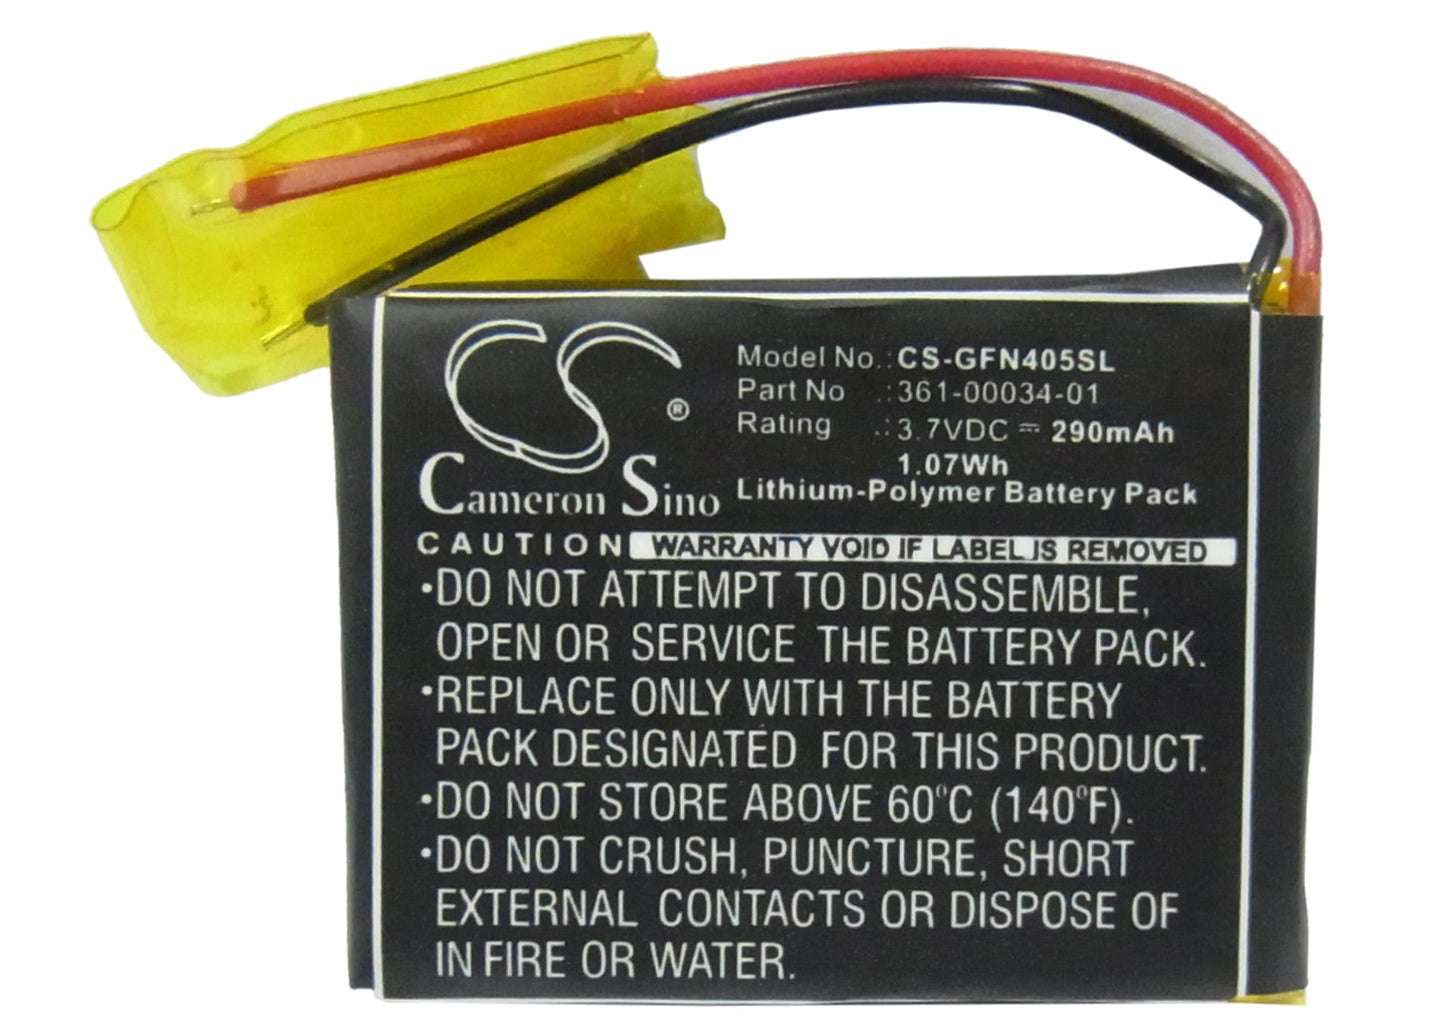 CS ®
Cameron Sino
Model No.: CS-GFN405SL
Part No .: 361-00034-01
Rating .: 3.7VDC ⎓ 290mAh
1.07Wh
Lithium-Polymer Battery Pack
CAUTION WARRANTY VOID IF LABEL IS REMOVED
•DO NOT ATTEMPT TO DISASSEMBLE,
OPEN OR SERVICE THE BATTERY PACK.
•REPLACE ONLY WITH THE BATTERY
PACK DESIGNATED FOR THIS PRODUCT.
•DO NOT STORE ABOVE 60°C (140°F).
•DO NOT CRUSH, PUNCTURE, SHORT
EXTERNAL CONTACTS OR DISPOSE OF
IN FIRE OR WATER.